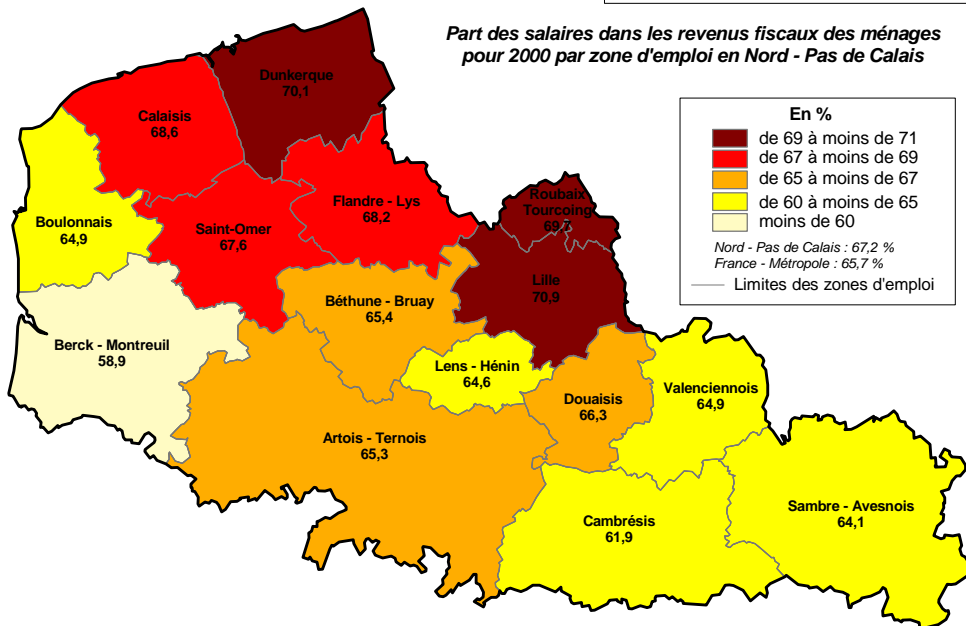 Part des salaires dans les revenus fiscaux des ménages
pour 2000 par zone d'emploi en Nord - Pas de Calais
En %
de 69 à moins de 71
de 67 à moins de 69
de 65 à moins de 67
de 60 à moins de 65
moins de 60
Nord - Pas de Calais : 67,2 %
France - Métropole : 65,7 %
Limites des zones d'emploi
Dunkerque
70,1
Calaisis
68,6
Flandre - Lys
68,2
Roubaix
Tourcoing
Boulonnais
64,9
Saint-Omer
67,6
Lille
70,9
Béthune - Bruay
65,4
Berck - Montreuil
58,9
Lens - Hénin
64,6
Douaisis
66,3
Valenciennois
64,9
Artois - Ternois
65,3
Cambrésis
61,9
Sambre - Avesnois
64,1